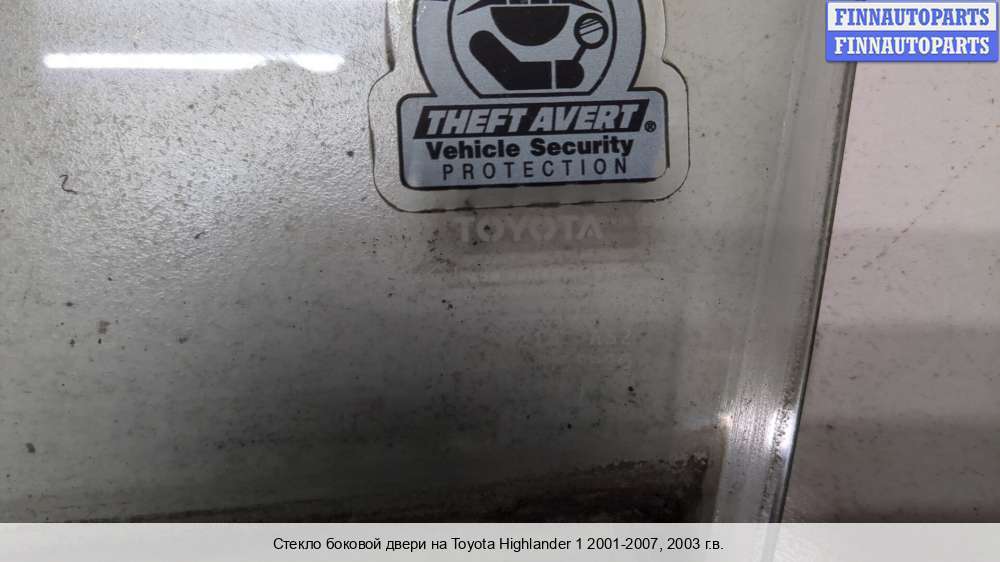 FINNAUTOPARTS
FINNAUTOPARTS
THEFT AVERT®
Vehicle Security
PROTECTION
TOYOTA
Стекло боковой двери на Toyota Highlander 1 2001-2007, 2003 г.в.